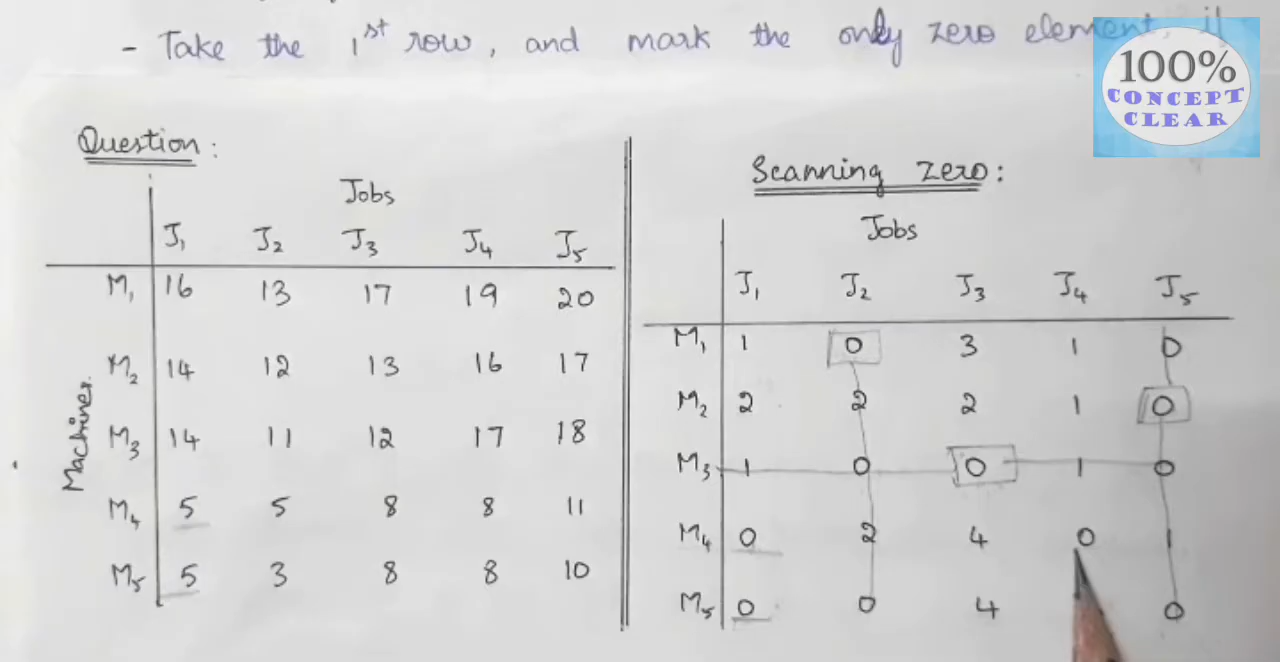 - Take the 1st row, and mark the only zero element, if
100%
CONCEPT
CLEAR
Question:
Jobs
J1 J2 J3 J4 J5
Machines
M1 16 13 17 19 20
M2 14 12 13 16 17
M3 14 11 12 17 18
M4 5 5 8 8 11
M5 5 3 8 8 10
Scanning Zero:
Jobs
J1 J2 J3 J4 J5
M1 1 0 3 1 0
M2 2 2 2 1 0
M3 1 0 0 1 0
M4 0 2 4 0 1
M5 0 0 4 0